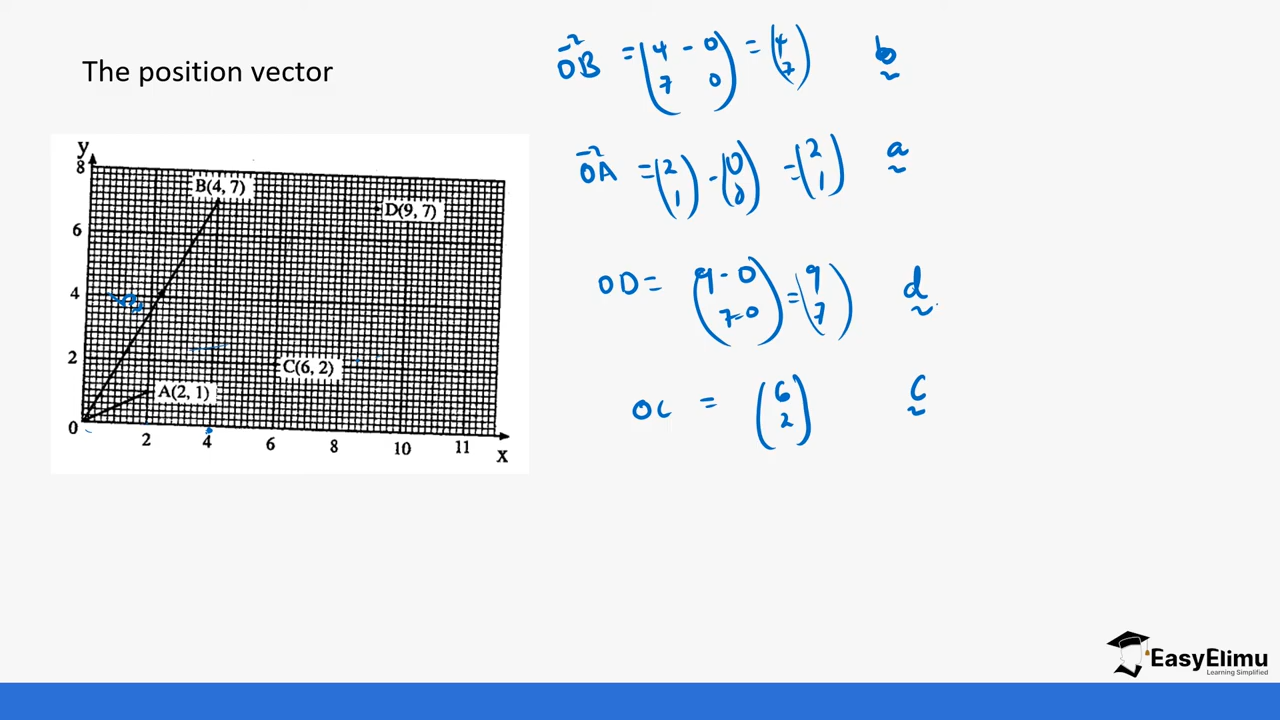 The position vector
OB = (4 - 0 / 7 0) = (4 / 7) b
OA = (2 / 1) - (0 / 0) = (2 / 1) a
OD = (9 - 0 / 7-0) = (9 / 7) d
OC = (6 / 2) c
y
8
B(4, 7)
D(9, 7)
6
4
2
C(6, 2)
A(2, 1)
0
2 4 6 8 10 11
x
EasyElimu
Learning Simplified